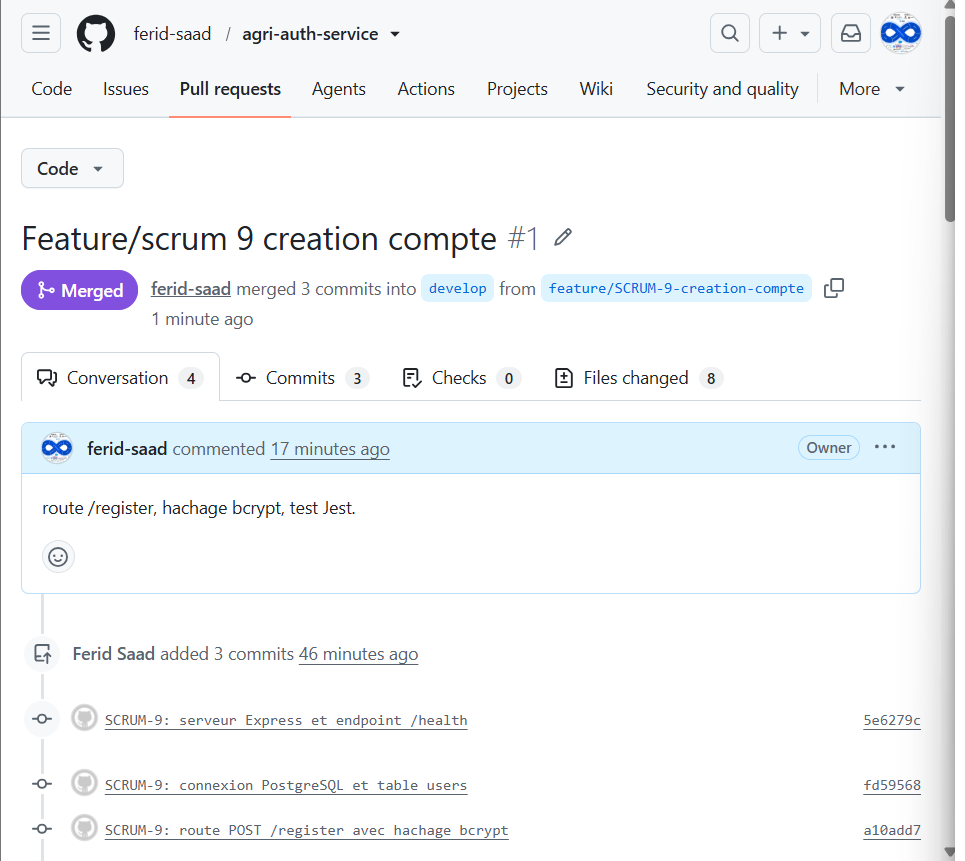 ferid-saad / agri-auth-service
Code Issues Pull requests Agents Actions Projects Wiki Security and quality More
Code
Feature/scrum 9 creation compte #1
Merged ferid-saad merged 3 commits into develop from feature/SCRUM-9-creation-compte
1 minute ago
Conversation 4 Commits 3 Checks 0 Files changed 8
ferid-saad commented 17 minutes ago Owner
route /register, hachage bcrypt, test Jest.
Ferid Saad added 3 commits 46 minutes ago
SCRUM-9: serveur Express et endpoint /health 5e6279c
SCRUM-9: connexion PostgreSQL et table users fd59568
SCRUM-9: route POST /register avec hachage bcrypt a10add7